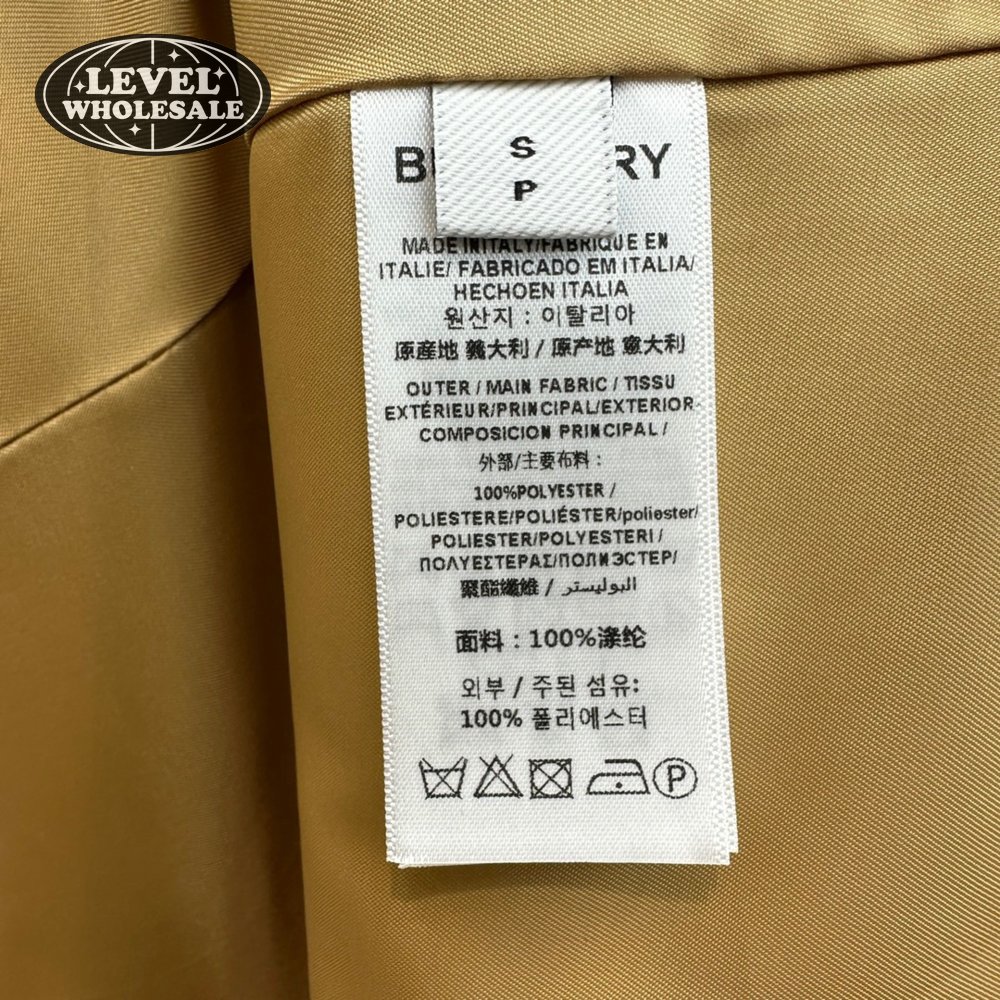 LEVEL
WHOLESALE
S
P
B RY
MADE INITALY/FABRIQUE EN
ITALIE/ FABRICADO EM ITALIA/
HECHOEN ITALIA
원산지 : 이탈리아
原産地 義大利 / 原产地 意大利
OUTER / MAIN FABRIC / TISSU
EXTÉRIEUR/PRINCIPAL/EXTERIOR
COMPOSICION PRINCIPAL /
外部/主要布料 :
100%POLYESTER /
POLIESTERE/POLIÉSTER/poliester/
POLIESTER/POLYESTERI /
ΠΟΛΥΕΣΤΕΡΑΣ/ПОЛИЭСТЕР/
聚酯纖維 / البوليستر
面料 : 100%涤纶
외부 / 주된 섬유:
100% 폴리에스터
P